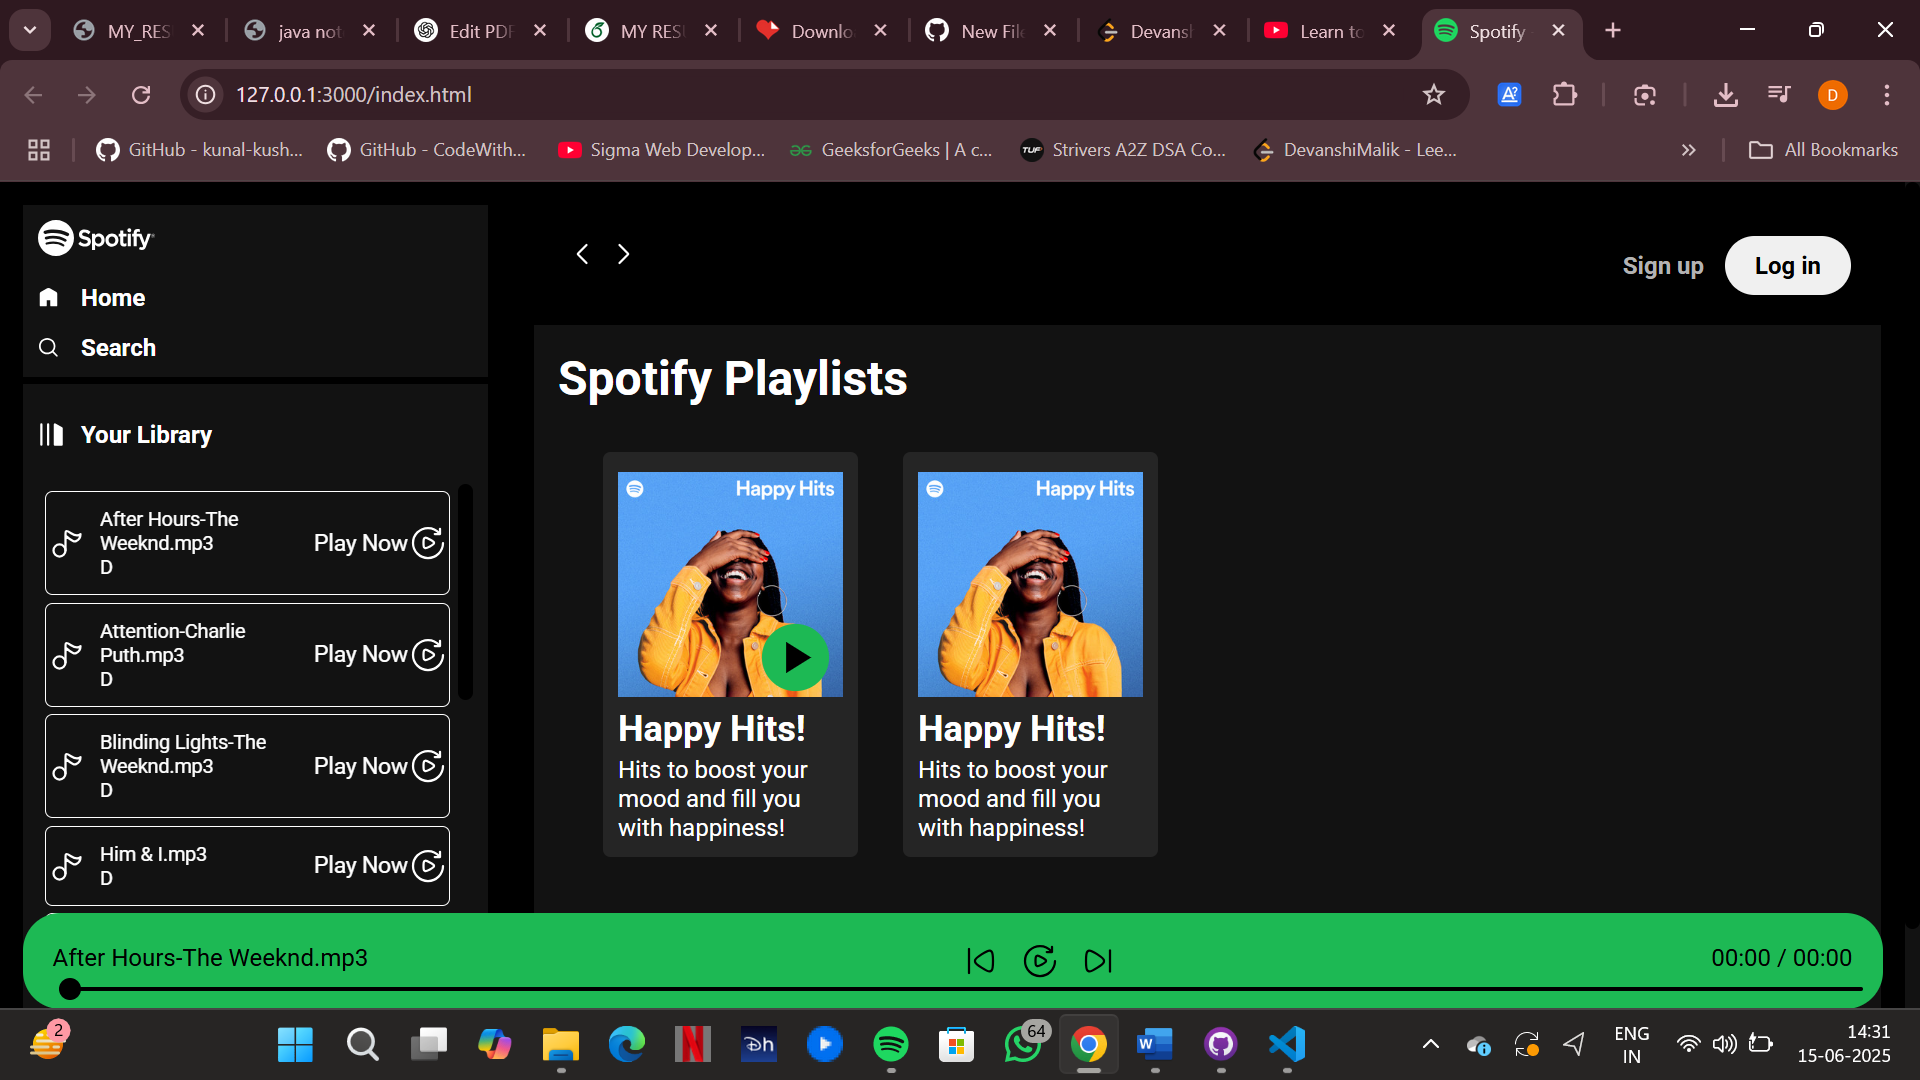 MY_RES
java not
Edit PDF
MY RESU
Downlo
New File
Devansh
Learn to
Spotify
127.0.0.1:3000/index.html
A?
D
GitHub - kunal-kush...
GitHub - CodeWith...
Sigma Web Develop...
GeeksforGeeks | A c...
TUF
Strivers A2Z DSA Co...
DevanshiMalik - Lee...
All Bookmarks
Spotify
Home
Search
Your Library
After Hours-The
Weeknd.mp3
D
Play Now
Attention-Charlie
Puth.mp3
D
Play Now
Blinding Lights-The
Weeknd.mp3
D
Play Now
Him & I.mp3
D
Play Now
Sign up
Log in
Spotify Playlists
Happy Hits
Happy Hits!
Hits to boost your
mood and fill you
with happiness!
Happy Hits
Happy Hits!
Hits to boost your
mood and fill you
with happiness!
After Hours-The Weeknd.mp3
00:00 / 00:00
2
N
Dh
64
W
ENG
IN
14:31
15-06-2025